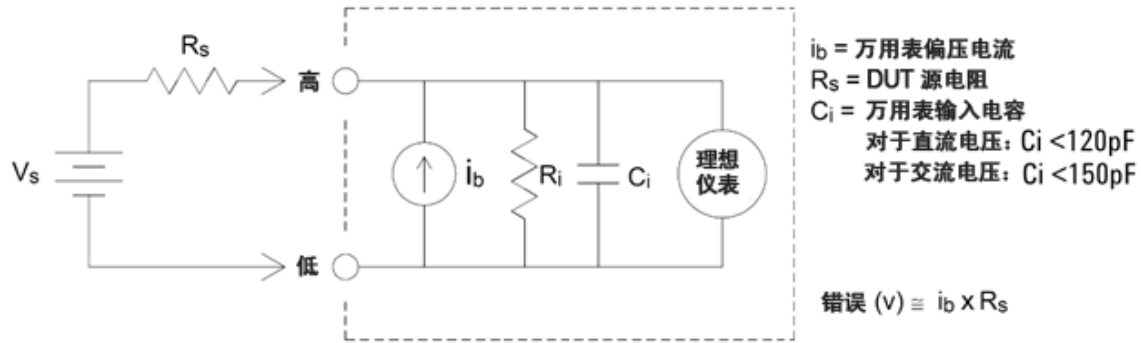 Rs
高
Vs
ib
Ri
Ci
理想
仪表
低
ib = 万用表偏压电流
Rs = DUT 源电阻
Ci = 万用表输入电容
对于直流电压：Ci <120pF
对于交流电压：Ci <150pF
错误 (v) ≅ ib x Rs